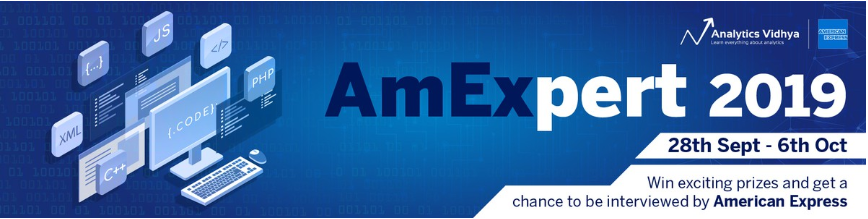 JS
</>
{...}
PHP
{.CODE}
XML
C++
Analytics Vidhya
Learn everything about analytics
AMERICAN
EXPRESS
AmExpert 2019
28th Sept - 6th Oct
Win exciting prizes and get a
chance to be interviewed by American Express